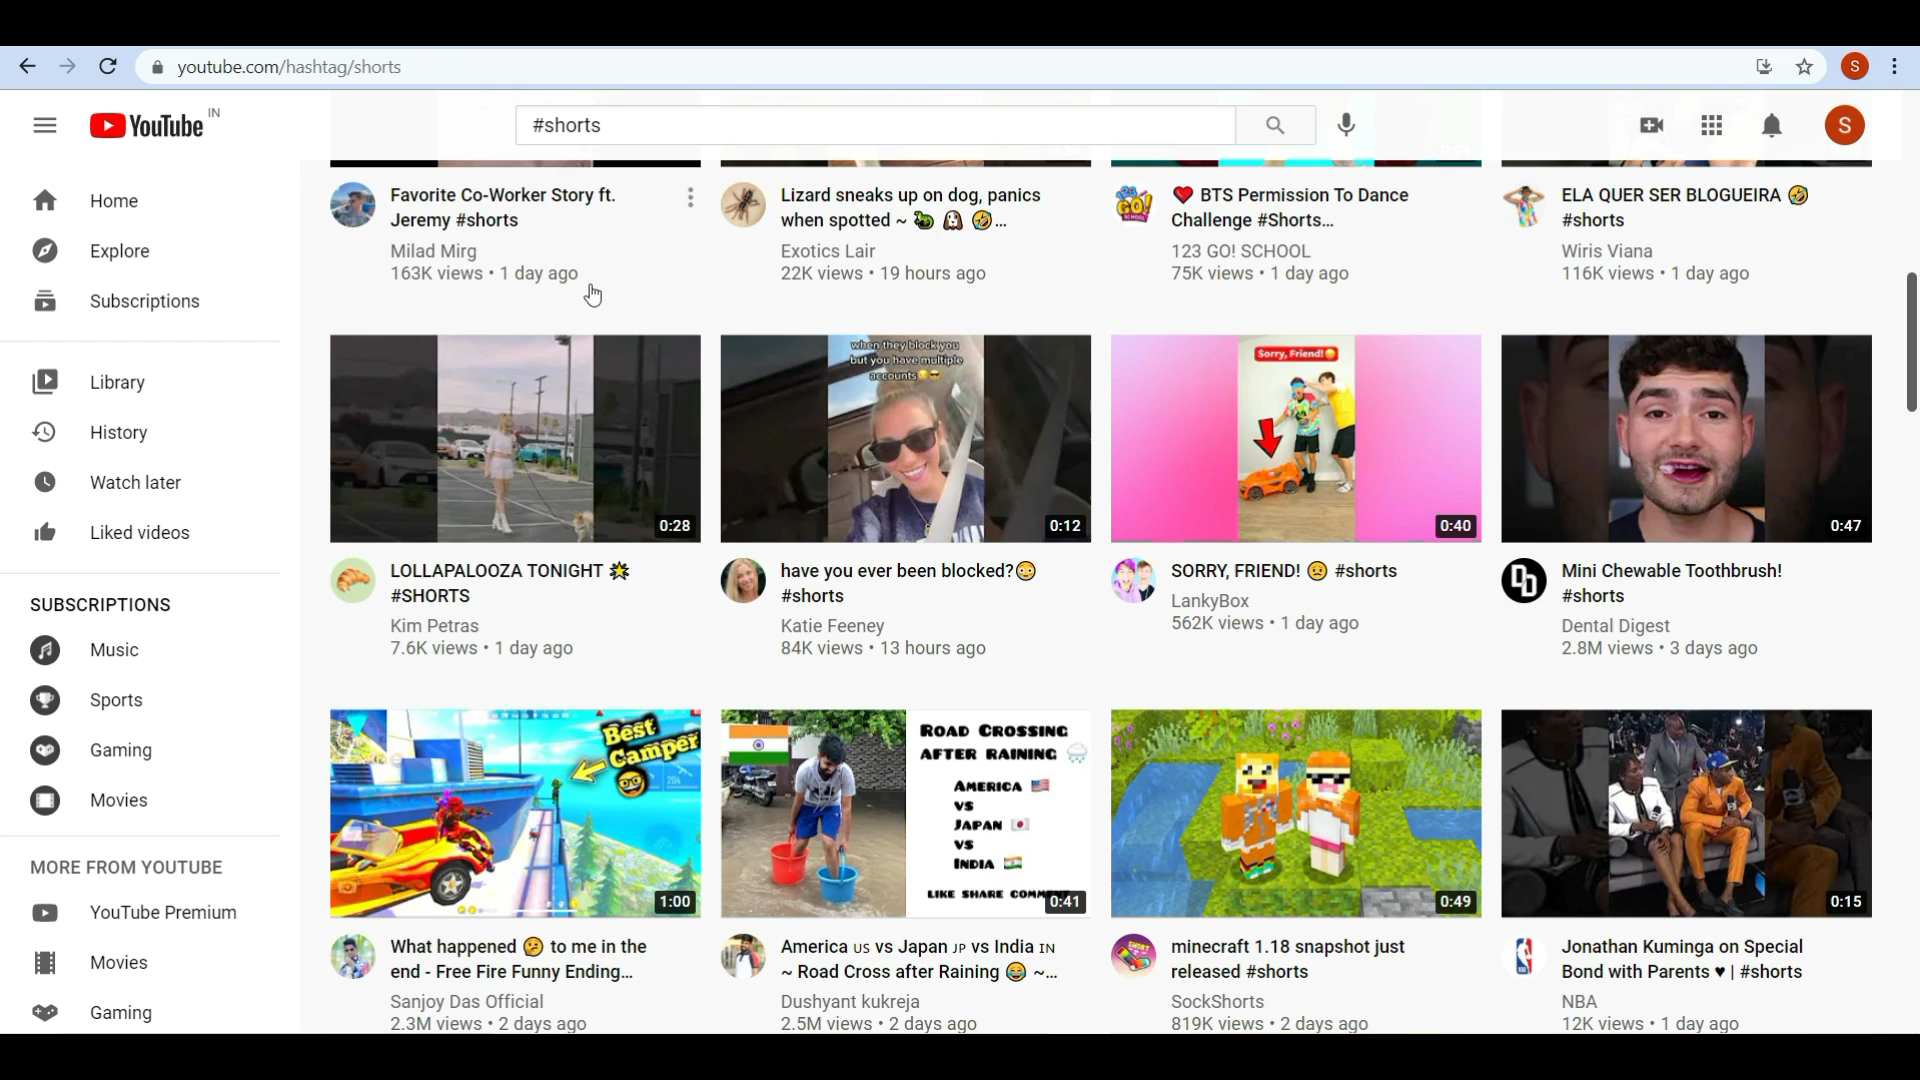 youtube.com/hashtag/shorts
S
YouTube IN
#shorts
S
Home
Explore
Subscriptions
Library
History
Watch later
Liked videos
SUBSCRIPTIONS
Music
Sports
Gaming
Movies
MORE FROM YOUTUBE
YouTube Premium
Movies
Gaming
Favorite Co-Worker Story ft.
Jeremy #shorts
Milad Mirg
163K views • 1 day ago
Lizard sneaks up on dog, panics
when spotted ~ 🦎 🐶 🤣...
Exotics Lair
22K views • 19 hours ago
123 GO! SCHOOL
❤️ BTS Permission To Dance
Challenge #Shorts...
123 GO! SCHOOL
75K views • 1 day ago
ELA QUER SER BLOGUEIRA 🤣
#shorts
Wiris Viana
116K views • 1 day ago
0:28
LOLLAPALOOZA TONIGHT 🌟
#SHORTS
Kim Petras
7.6K views • 1 day ago
when they block you
but you have multiple
accounts😏😎
0:12
have you ever been blocked?😳
#shorts
Katie Feeney
84K views • 13 hours ago
Sorry, Friend!😢
0:40
SORRY, FRIEND! 😟 #shorts
LankyBox
562K views • 1 day ago
0:47
DD
Mini Chewable Toothbrush!
#shorts
Dental Digest
2.8M views • 3 days ago
Best
Camper
1:00
What happened 🤔 to me in the
end - Free Fire Funny Ending...
Sanjoy Das Official
2.3M views • 2 days ago
ROAD CROSSING
AFTER RAINING 🌧
AMERICA 🇺🇸
VS
JAPAN 🇯🇵
VS
INDIA 🇮🇳
LIKE SHARE COMMENT
0:41
America US vs Japan JP vs India IN
~ Road Cross after Raining 😂 ~...
Dushyant kukreja
2.5M views • 2 days ago
0:49
minecraft 1.18 snapshot just
released #shorts
SockShorts
819K views • 2 days ago
0:15
Jonathan Kuminga on Special
Bond with Parents ♥ | #shorts
NBA
12K views • 1 day ago